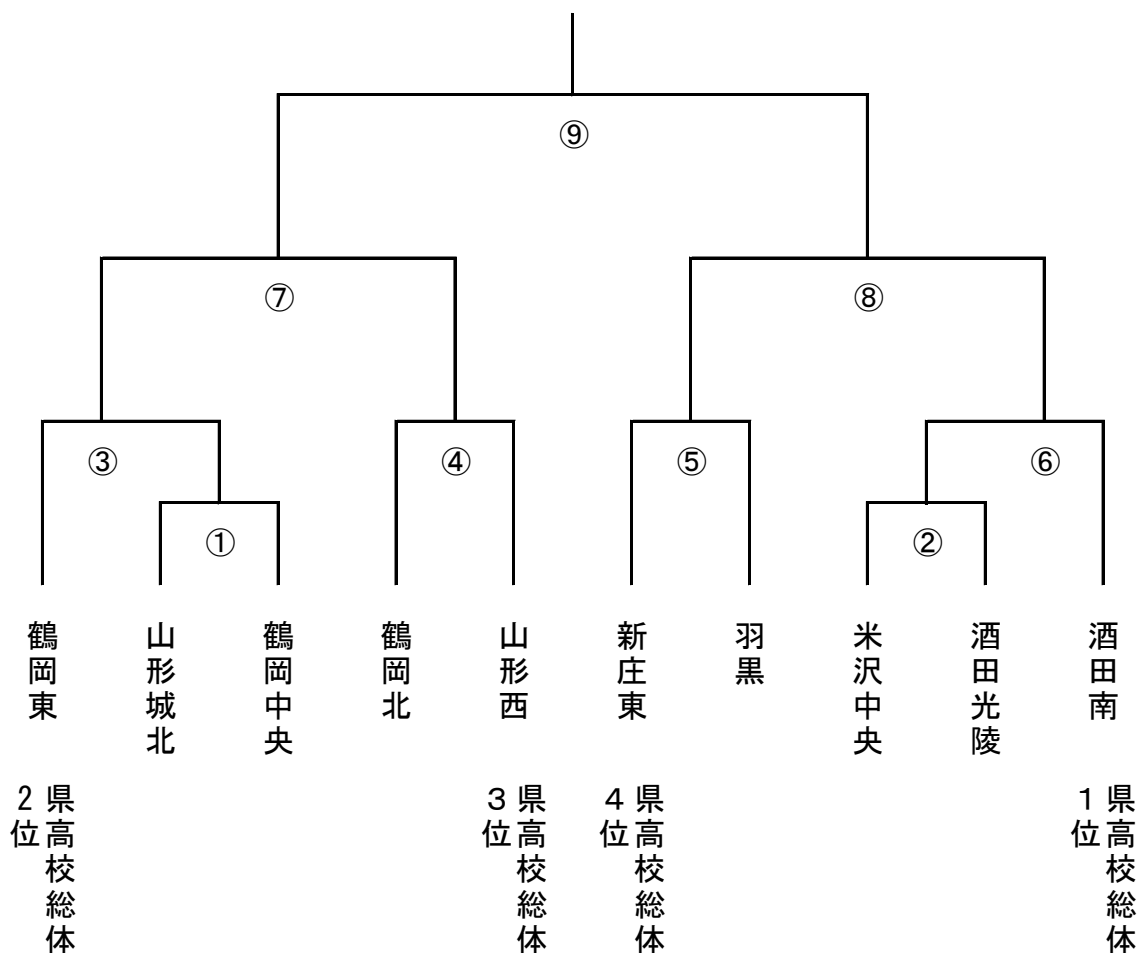 ⑨
⑦
⑧
③
④
⑤
⑥
①
②
鶴岡東
山形城北
鶴岡中央
鶴岡北
山形西
新庄東
羽黒
米沢中央
酒田光陵
酒田南
県高校総体
2位
県高校総体
3位
県高校総体
4位
県高校総体
1位